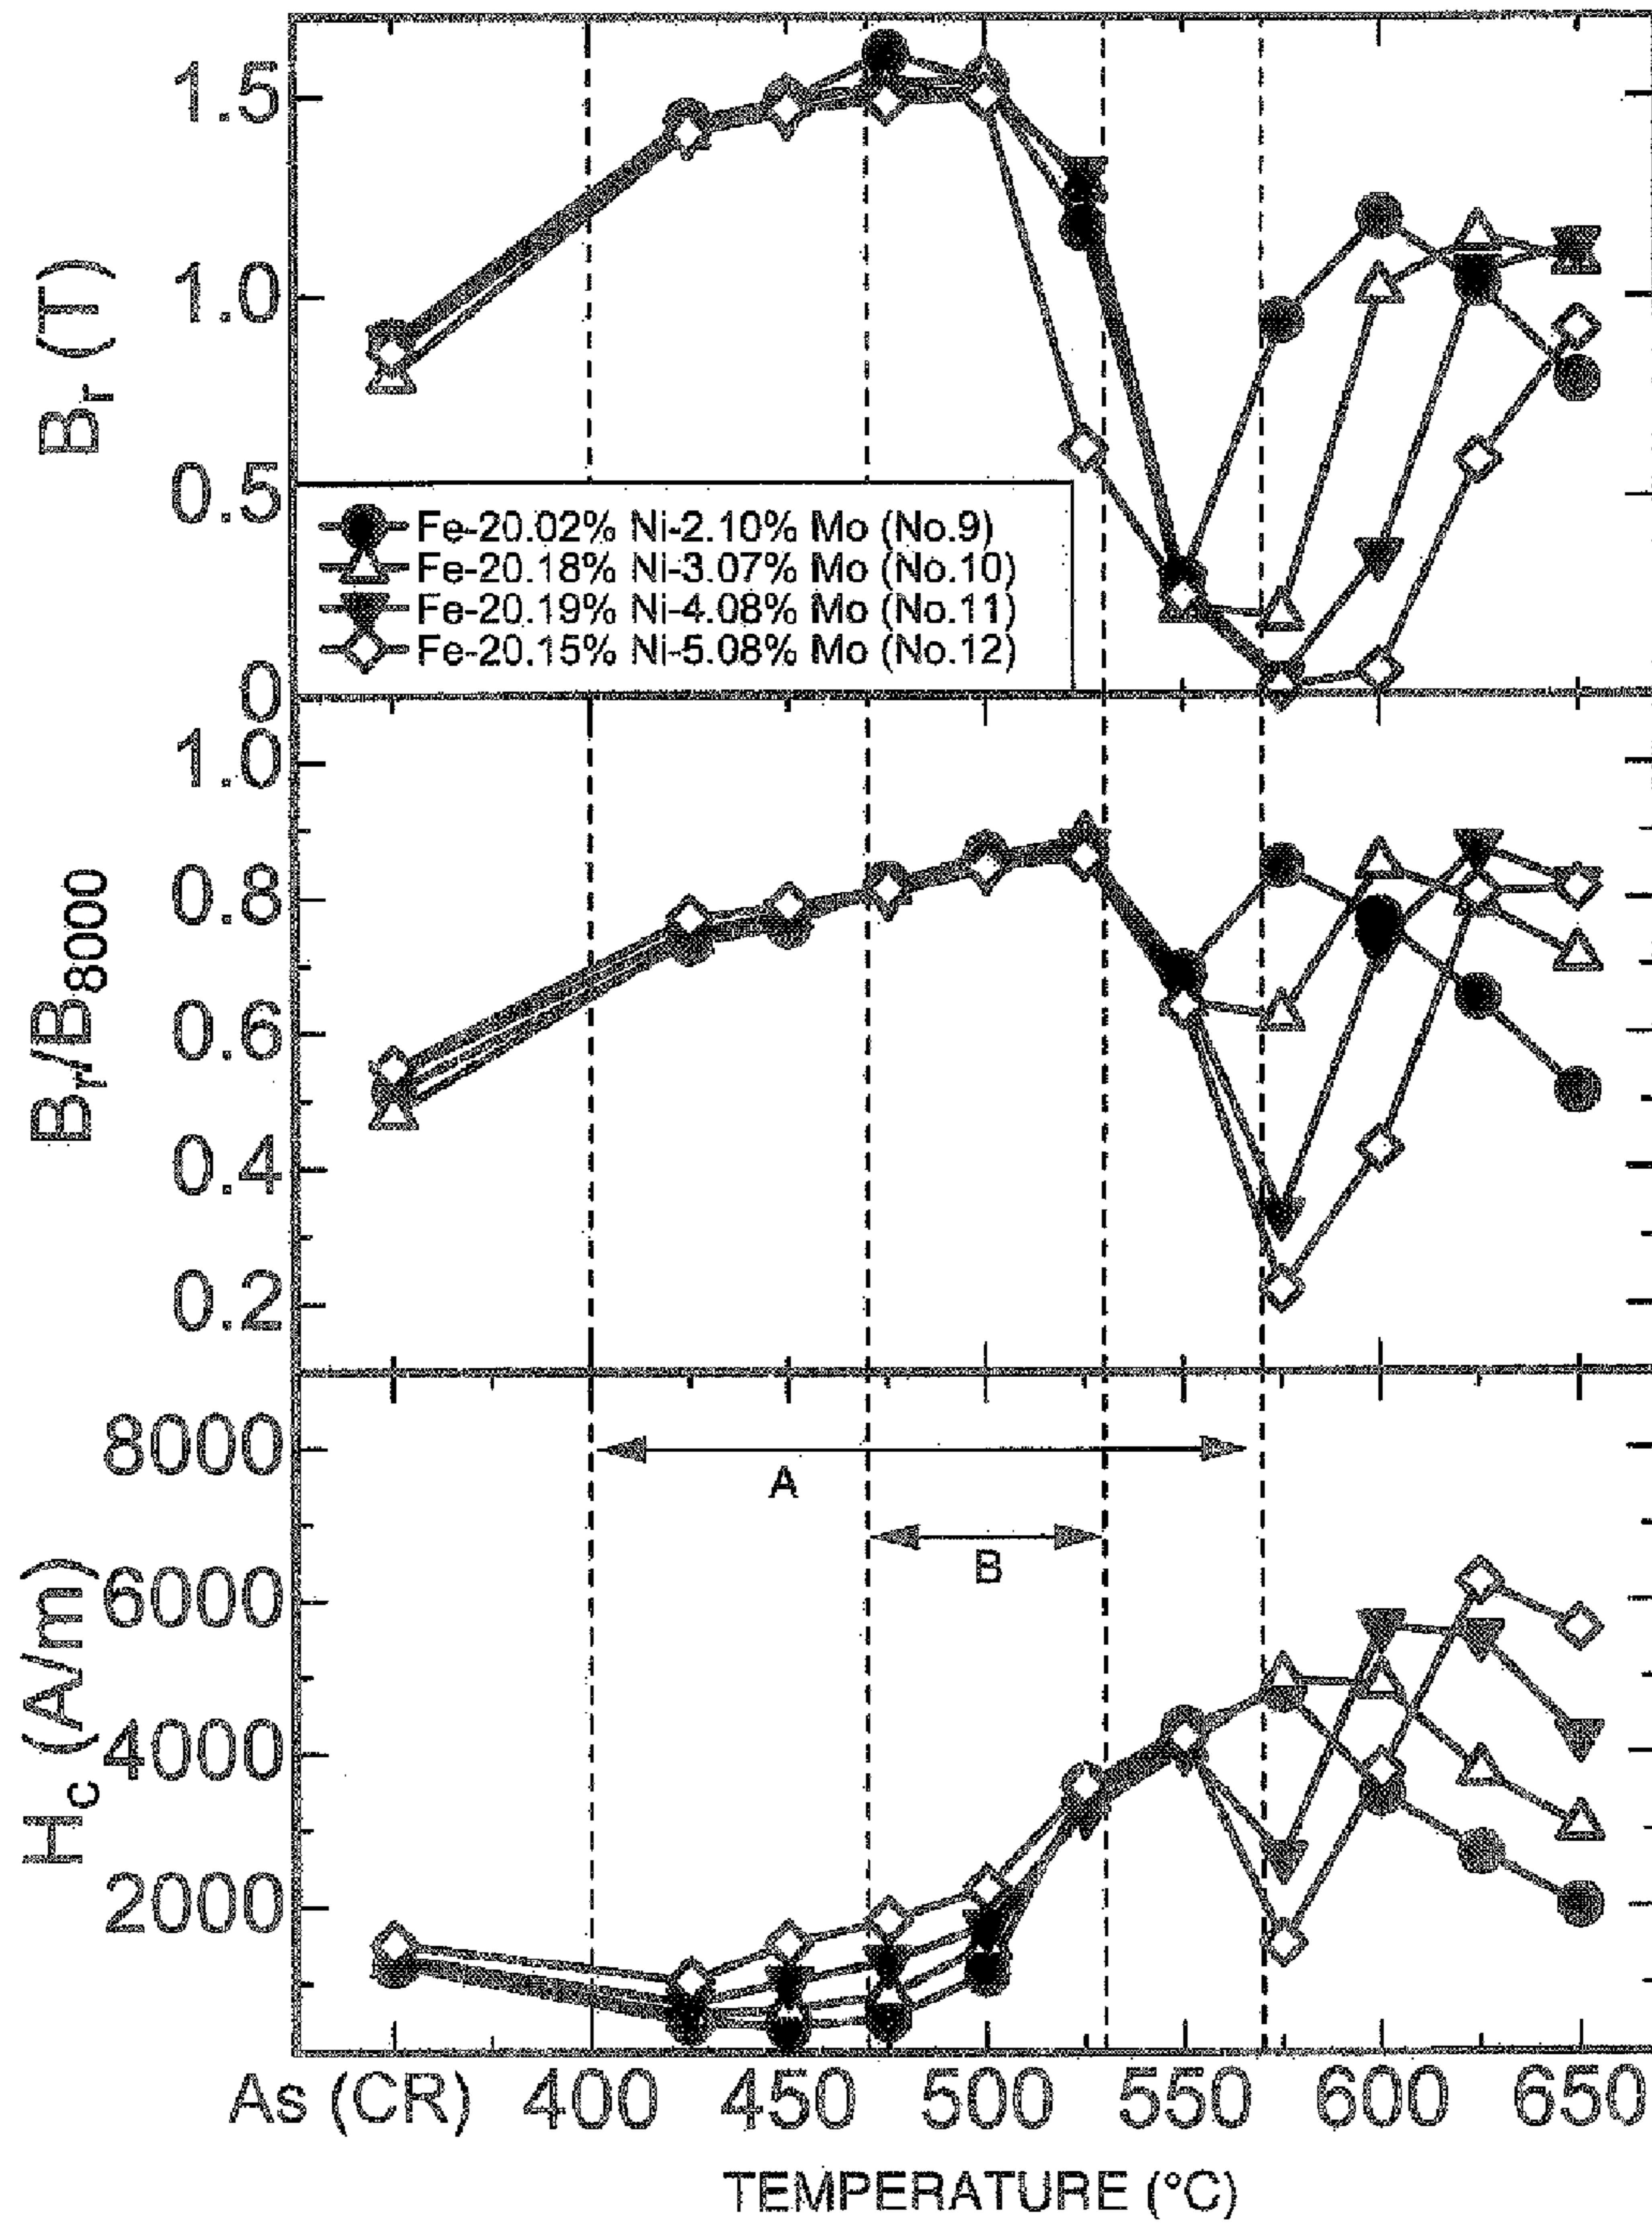 1.5
1.0
0.5
0
Br (T)
Fe-20.02% Ni-2.10% Mo (No.9)
Fe-20.18% Ni-3.07% Mo (No.10)
Fe-20.19% Ni-4.08% Mo (No.11)
Fe-20.15% Ni-5.08% Mo (No.12)
1.0
0.8
0.6
0.4
0.2
Br/B8000
8000
6000
4000
2000
Hc (A/m)
A
B
As (CR) 400 450 500 550 600 650
TEMPERATURE (°C)